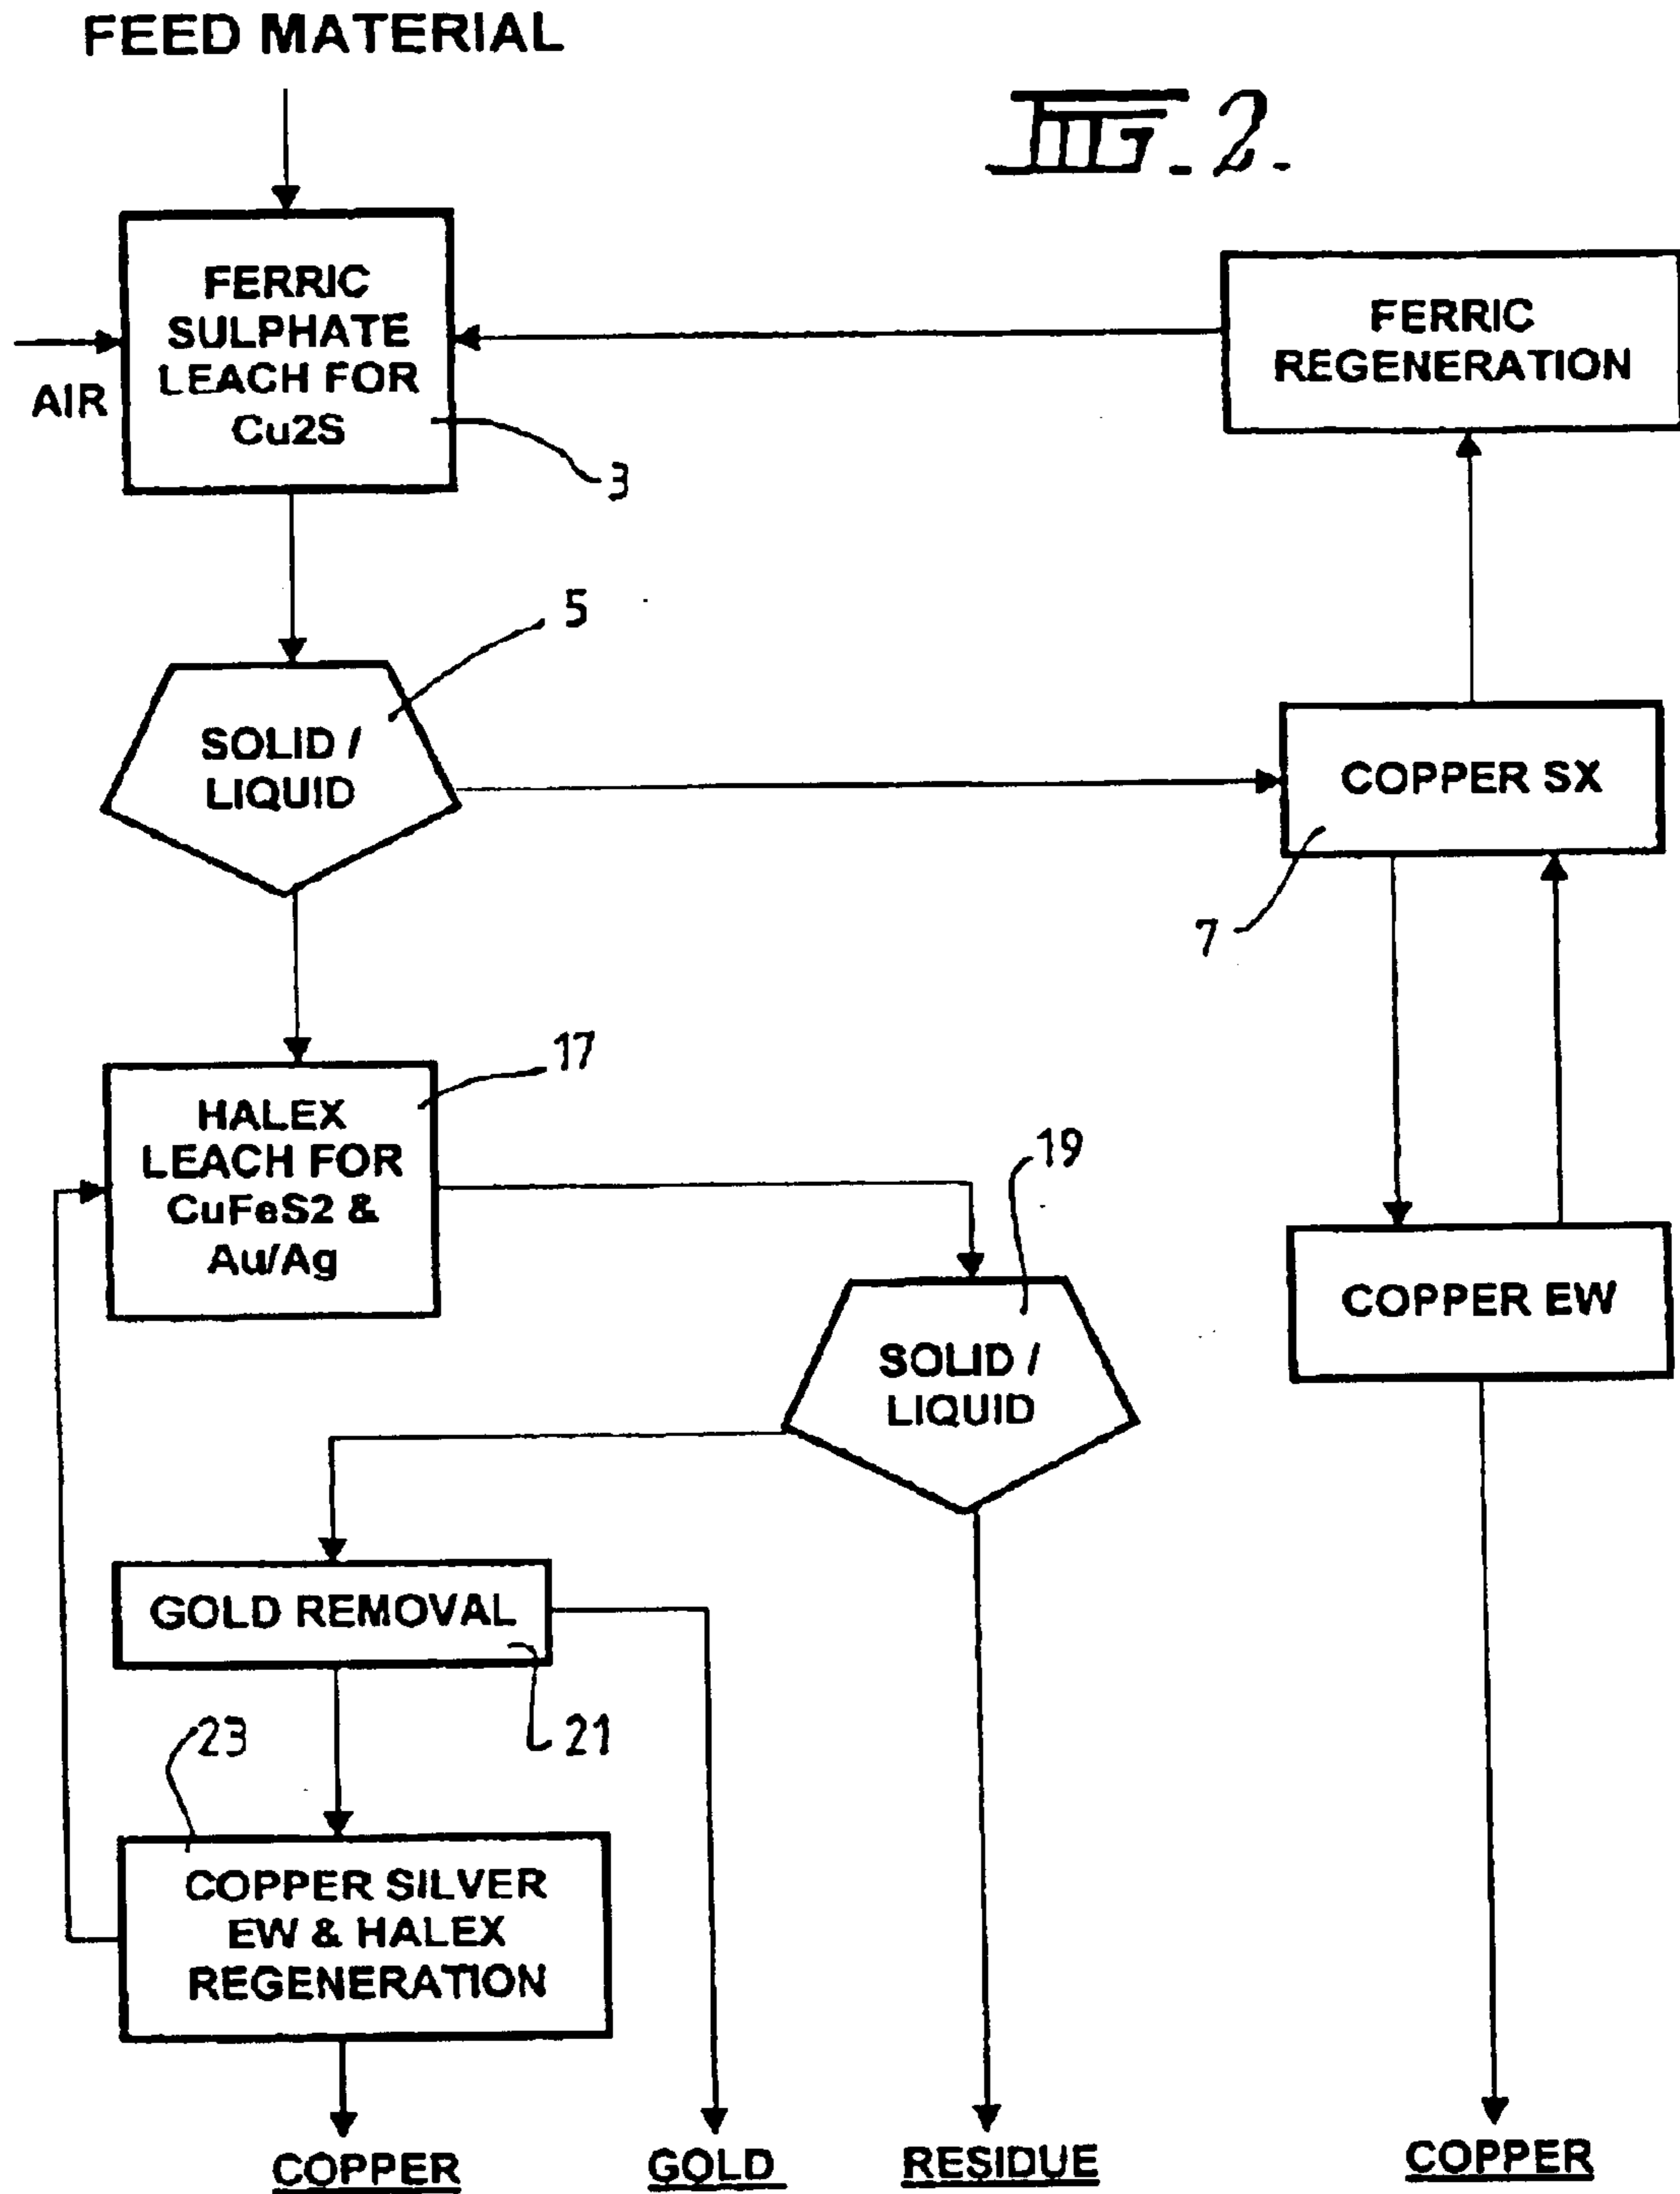 FEED MATERIAL
FIG. 2.
FERRIC
SULPHATE
LEACH FOR
Cu2S
AIR
3
FERRIC
REGENERATION
5
SOLID /
LIQUID
COPPER SX
7
17
HALEX
LEACH FOR
CuFeS2 &
Au/Ag
19
SOLID /
LIQUID
COPPER EW
GOLD REMOVAL
21
23
COPPER SILVER
EW & HALEX
REGENERATION
COPPER
GOLD
RESIDUE
COPPER